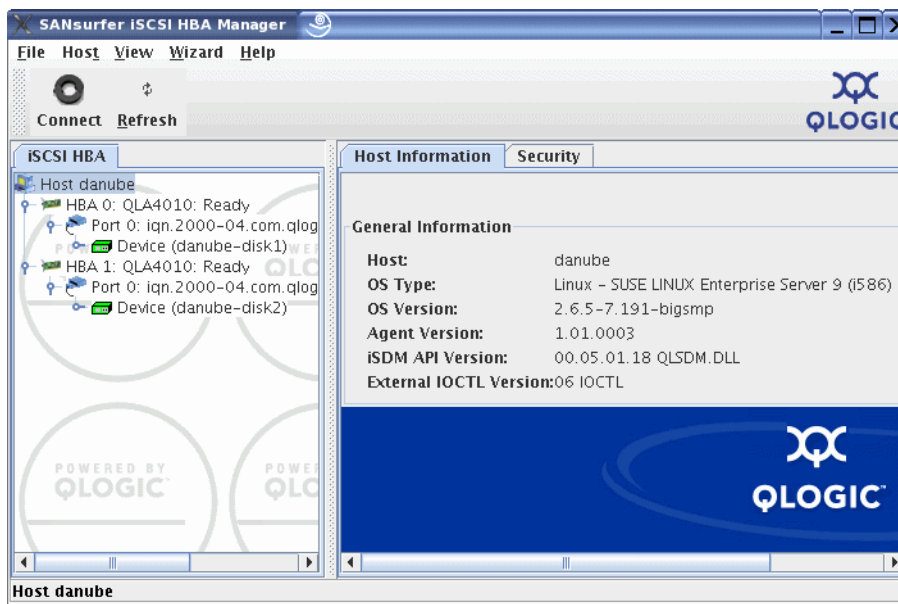 SANsurfer iSCSI HBA Manager
File Host View Wizard Help
Connect Refresh
QLOGIC
iSCSI HBA
Host danube
HBA 0: QLA4010: Ready
Port 0: iqn.2000-04.com.qlog
Device (danube-disk1)
HBA 1: QLA4010: Ready
Port 0: iqn.2000-04.com.qlog
Device (danube-disk2)
POWERED BY
QLOGIC
Host Information Security
General Information
Host: danube
OS Type: Linux - SUSE LINUX Enterprise Server 9 (i586)
OS Version: 2.6.5-7.191-bigsmp
Agent Version: 1.01.0003
iSDM API Version: 00.05.01.18 QLSDM.DLL
External IOCTL Version: 06 IOCTL
QLOGIC
Host danube